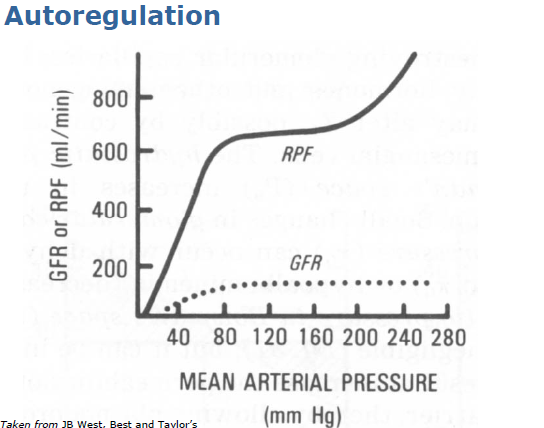 Autoregulation
GFR or RPF (ml/min)
800
600
400
200
RPF
GFR
40 80 120 160 200 240 280
MEAN ARTERIAL PRESSURE
(mm Hg)
Taken from JB West, Best and Taylor's